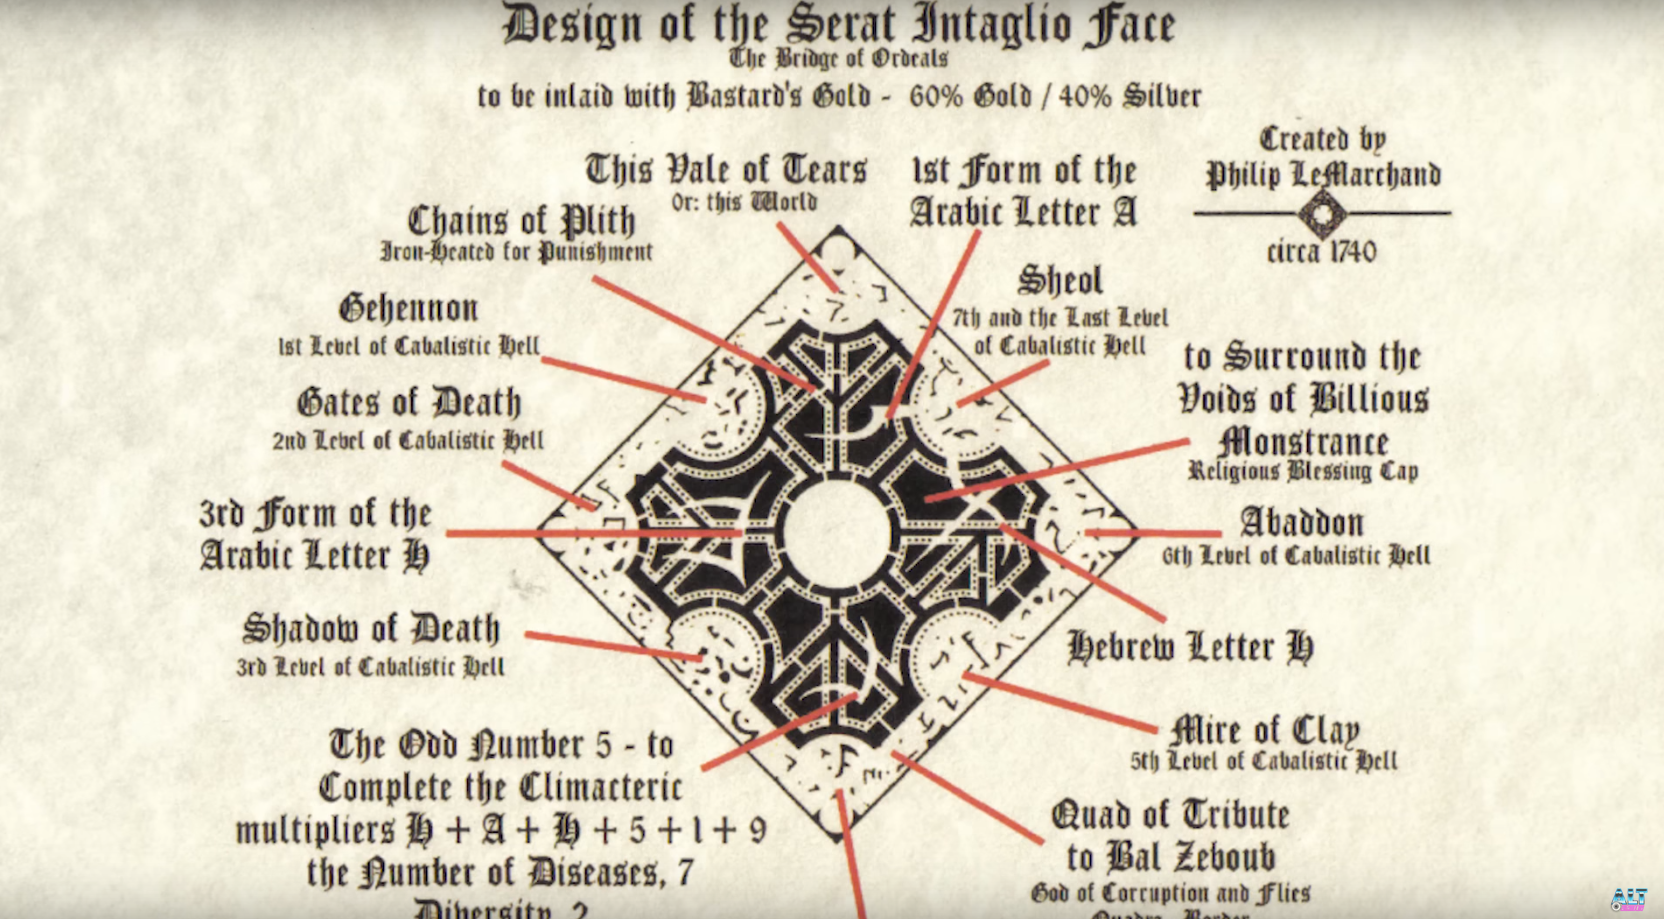 Design of the Serat Intaglio Face
The Bridge of Ordeals
to be inlaid with Bastard's Gold - 60% Gold / 40% Silver
Created by
Philip LeMarchand
circa 1740
This Vale of Tears
Or: this World
1st Form of the
Arabic Letter A
Chains of Plith
Iron-Heated for Punishment
Sheol
7th and the Last Level
of Cabalistic Hell
Gehennon
1st Level of Cabalistic Hell
to Surround the
Voids of Billious
Monstrance
Religious Blessing Cap
Gates of Death
2nd Level of Cabalistic Hell
3rd Form of the
Arabic Letter H
Abaddon
6th Level of Cabalistic Hell
Shadow of Death
3rd Level of Cabalistic Hell
Hebrew Letter H
Mire of Clay
5th Level of Cabalistic Hell
The Odd Number 5 - to
Complete the Climacteric
multipliers H + A + H + 5 + 1 + 9
the Number of Diseases, 7
Diversity, 2
Quad of Tribute
to Bal Zeboub
God of Corruption and Flies
Quadra - Border
ALT